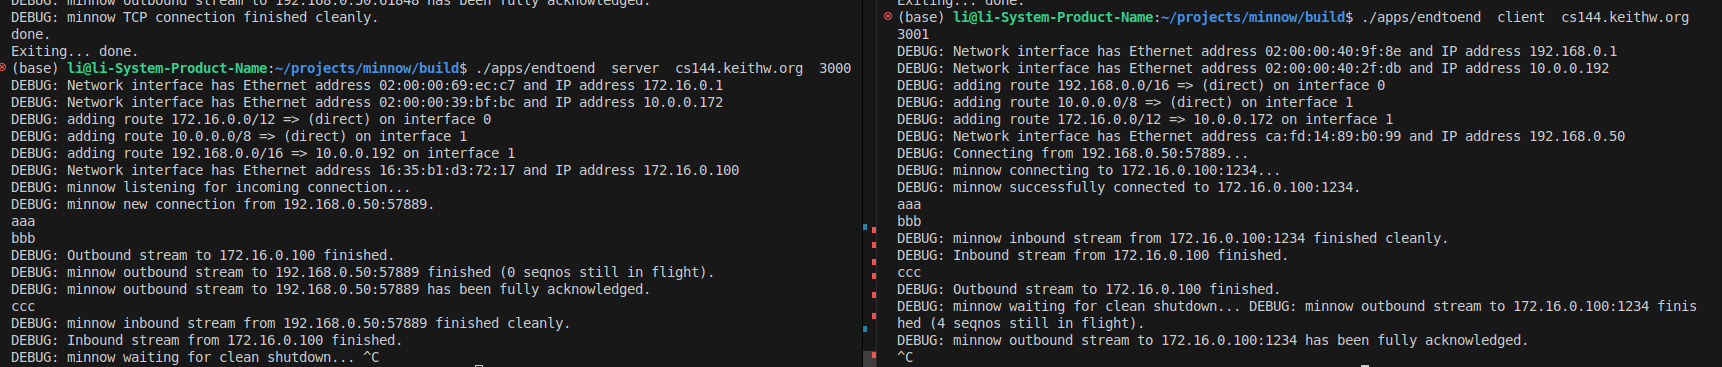 DEBUG: minnow outbound stream to 192.168.0.50:61848 has been fully acknowledged.
DEBUG: minnow TCP connection finished cleanly.
done.
Exiting... done.
(base) li@li-System-Product-Name:~/projects/minnow/build$ ./apps/endtoend  server  cs144.keithw.org  3000
DEBUG: Network interface has Ethernet address 02:00:00:69:ec:c7 and IP address 172.16.0.1
DEBUG: Network interface has Ethernet address 02:00:00:39:bf:bc and IP address 10.0.0.172
DEBUG: adding route 172.16.0.0/12 => (direct) on interface 0
DEBUG: adding route 10.0.0.0/8 => (direct) on interface 1
DEBUG: adding route 192.168.0.0/16 => 10.0.0.192 on interface 1
DEBUG: Network interface has Ethernet address 16:35:b1:d3:72:17 and IP address 172.16.0.100
DEBUG: minnow listening for incoming connection...
DEBUG: minnow new connection from 192.168.0.50:57889.
aaa
bbb
DEBUG: Outbound stream to 172.16.0.100 finished.
DEBUG: minnow outbound stream to 192.168.0.50:57889 finished (0 seqnos still in flight).
DEBUG: minnow outbound stream to 192.168.0.50:57889 has been fully acknowledged.
ccc
DEBUG: minnow inbound stream from 192.168.0.50:57889 finished cleanly.
DEBUG: Inbound stream from 172.16.0.100 finished.
DEBUG: minnow waiting for clean shutdown... ^C
Exiting... done.
(base) li@li-System-Product-Name:~/projects/minnow/build$ ./apps/endtoend  client  cs144.keithw.org
3001
DEBUG: Network interface has Ethernet address 02:00:00:40:9f:8e and IP address 192.168.0.1
DEBUG: Network interface has Ethernet address 02:00:00:40:2f:db and IP address 10.0.0.192
DEBUG: adding route 192.168.0.0/16 => (direct) on interface 0
DEBUG: adding route 10.0.0.0/8 => (direct) on interface 1
DEBUG: adding route 172.16.0.0/12 => 10.0.0.172 on interface 1
DEBUG: Network interface has Ethernet address ca:fd:14:89:b0:99 and IP address 192.168.0.50
DEBUG: Connecting from 192.168.0.50:57889...
DEBUG: minnow connecting to 172.16.0.100:1234...
DEBUG: minnow successfully connected to 172.16.0.100:1234.
aaa
bbb
DEBUG: minnow inbound stream from 172.16.0.100:1234 finished cleanly.
DEBUG: Inbound stream from 172.16.0.100 finished.
ccc
DEBUG: Outbound stream to 172.16.0.100 finished.
DEBUG: minnow waiting for clean shutdown... DEBUG: minnow outbound stream to 172.16.0.100:1234 finis
hed (4 seqnos still in flight).
DEBUG: minnow outbound stream to 172.16.0.100:1234 has been fully acknowledged.
^C